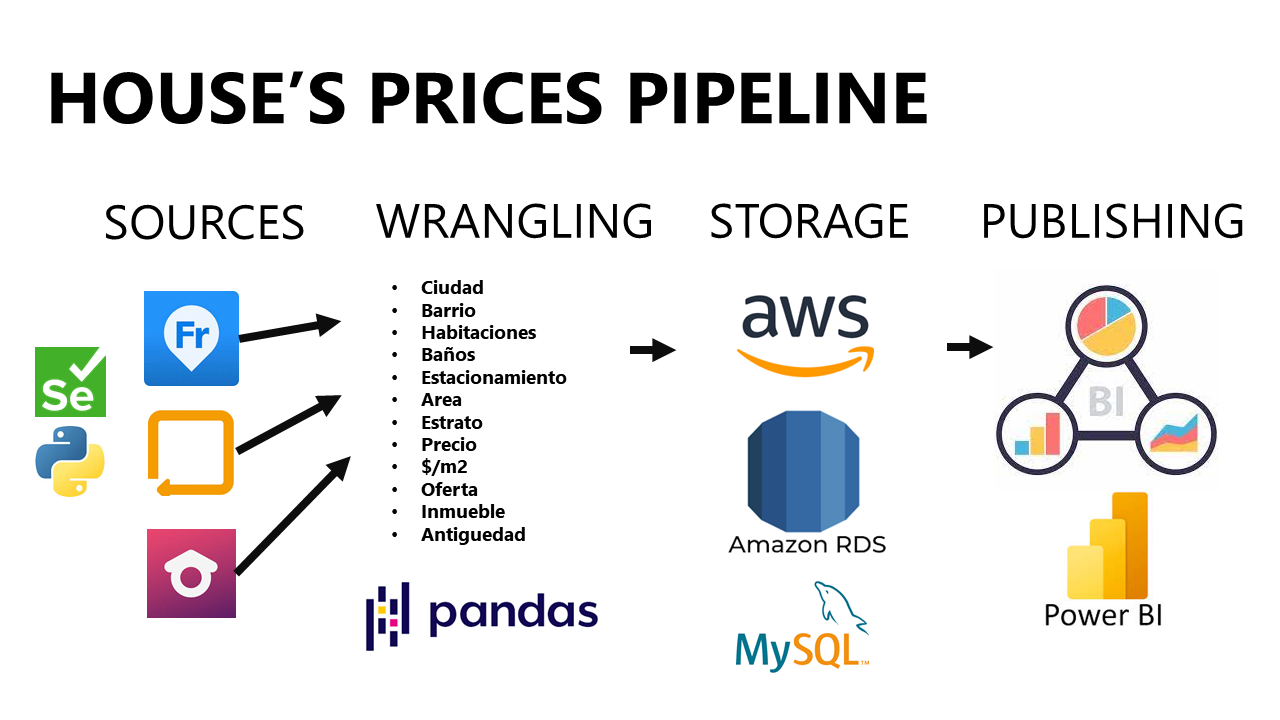 HOUSE’S PRICES PIPELINE
SOURCES
WRANGLING
STORAGE
PUBLISHING
Fr
Se
• Ciudad
• Barrio
• Habitaciones
• Baños
• Estacionamiento
• Area
• Estrato
• Precio
• $/m2
• Oferta
• Inmueble
• Antiguedad
pandas
aws
Amazon RDS
MySQL™
BI
Power BI